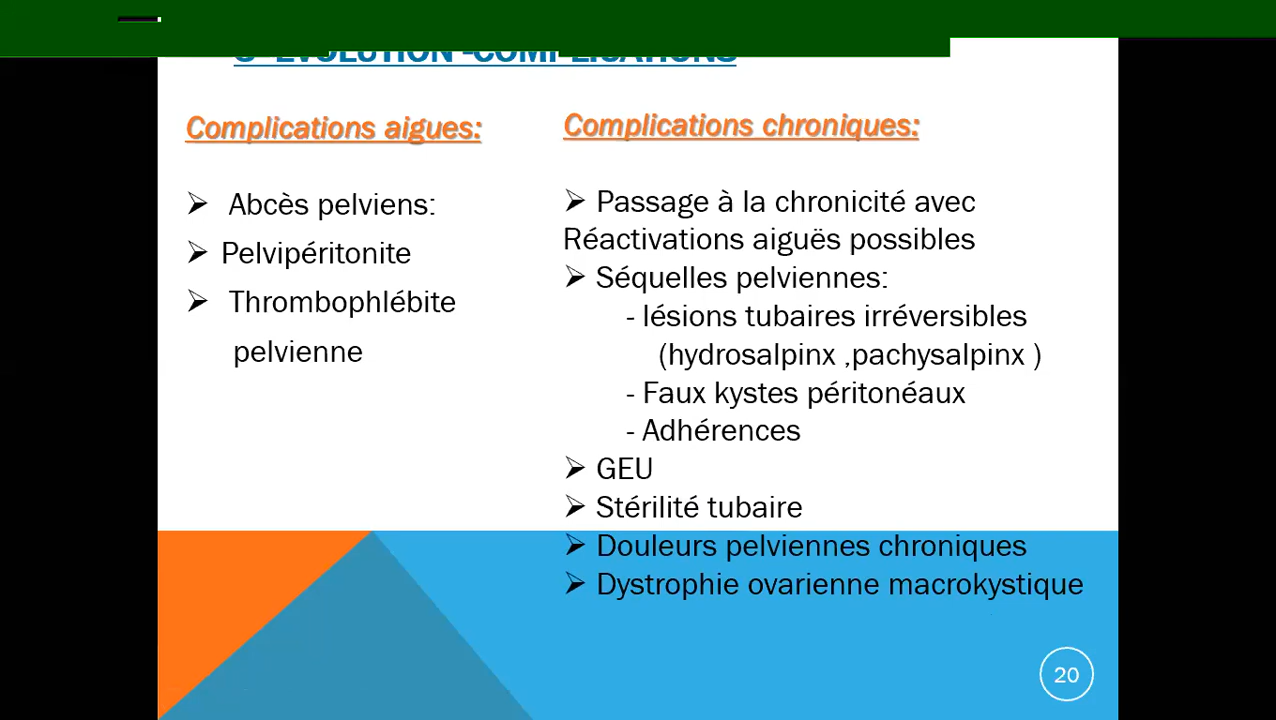 EVOLUTION -COMPLICATIONS
Complications aigues:
➢ Abcès pelviens:
➢ Pelvipéritonite
➢ Thrombophlébite
pelvienne
Complications chroniques:
➢ Passage à la chronicité avec
Réactivations aiguës possibles
➢ Séquelles pelviennes:
- lésions tubaires irréversibles
(hydrosalpinx ,pachysalpinx )
- Faux kystes péritonéaux
- Adhérences
➢ GEU
➢ Stérilité tubaire
➢ Douleurs pelviennes chroniques
➢ Dystrophie ovarienne macrokystique
20